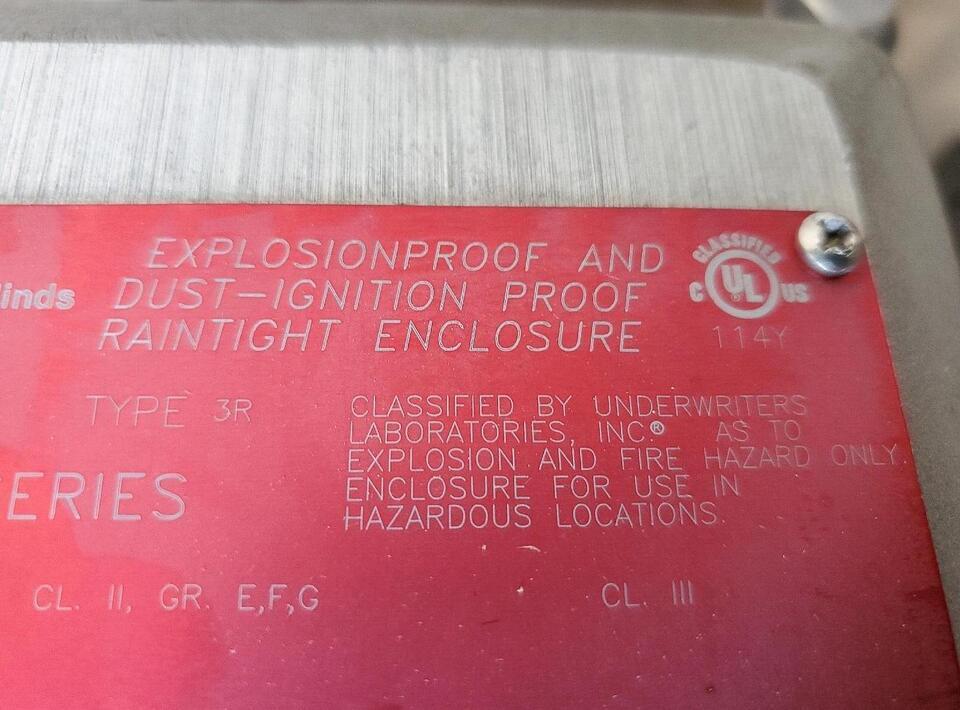 EXPLOSIONPROOF AND
DUST-IGNITION PROOF
RAINTIGHT ENCLOSURE
CLASSIFIED
C UL® US
114Y
TYPE 3R
CLASSIFIED BY UNDERWRITERS
LABORATORIES, INC.® AS TO
EXPLOSION AND FIRE HAZARD ONLY
ENCLOSURE FOR USE IN
HAZARDOUS LOCATIONS
ERIES
CL. II, GR. E,F,G
CL. III